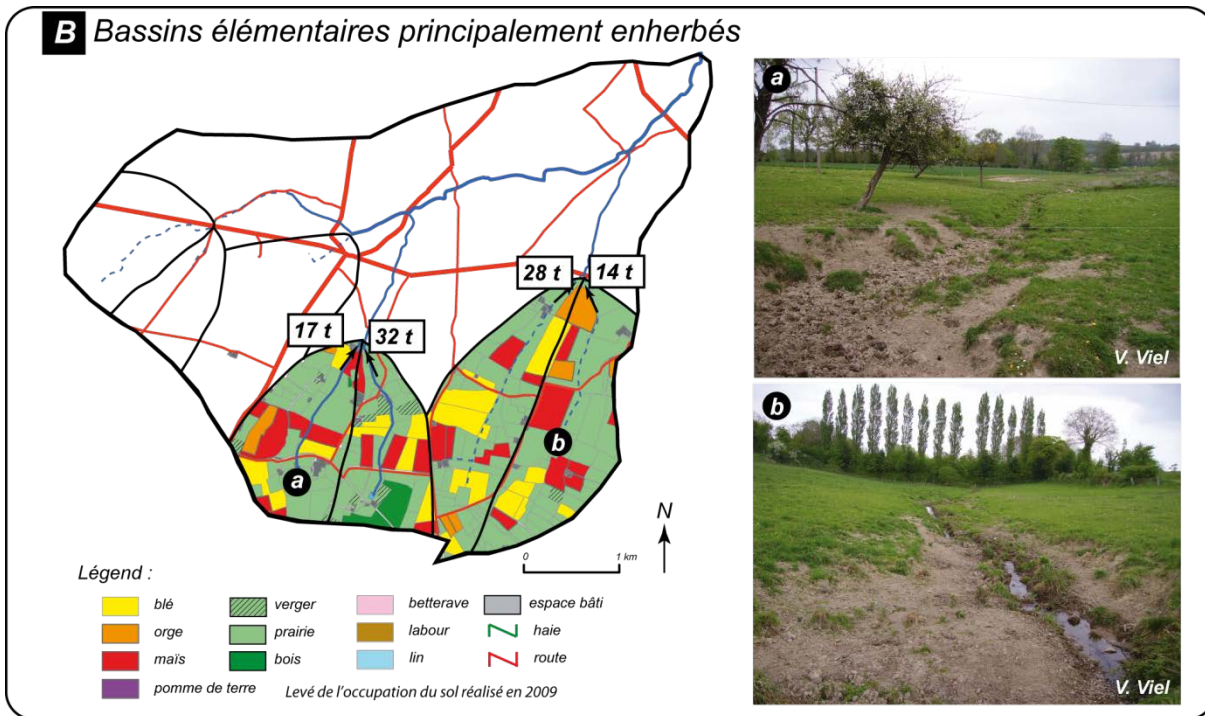 B Bassins élémentaires principalement enherbés
a
V. Viel
28 t
14 t
17 t
32 t
b
a
N
0 1 km
b
V. Viel
Légend :
blé
verger
betterave
espace bâti
orge
prairie
labour
haie
maïs
bois
lin
route
pomme de terre
Levé de l'occupation du sol réalisé en 2009